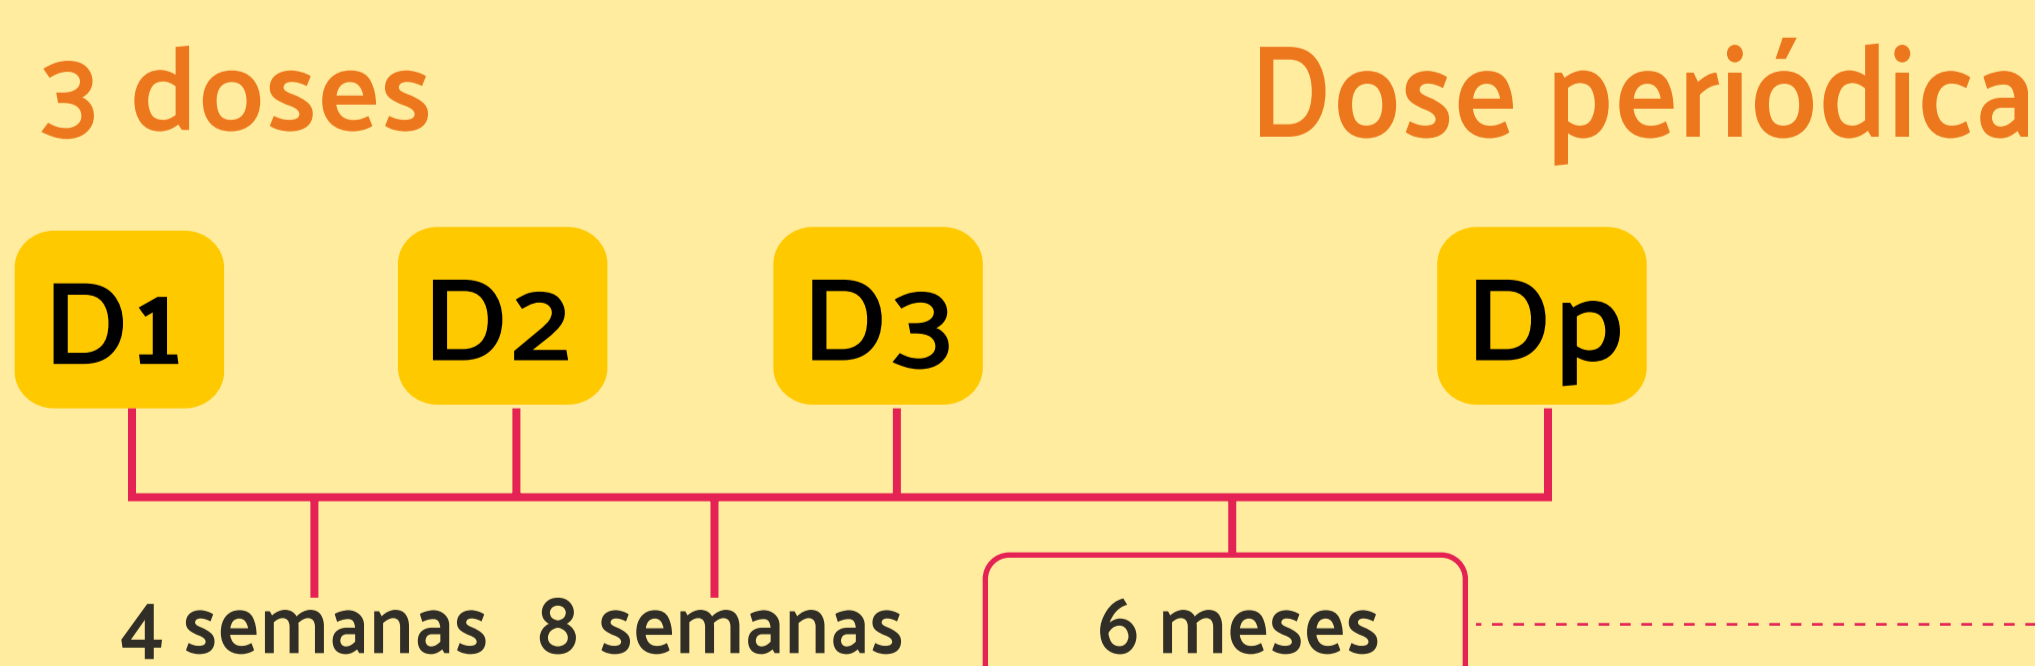 3 doses
Dose periódica
D1 D2 D3 Dp
4 semanas 8 semanas 6 meses